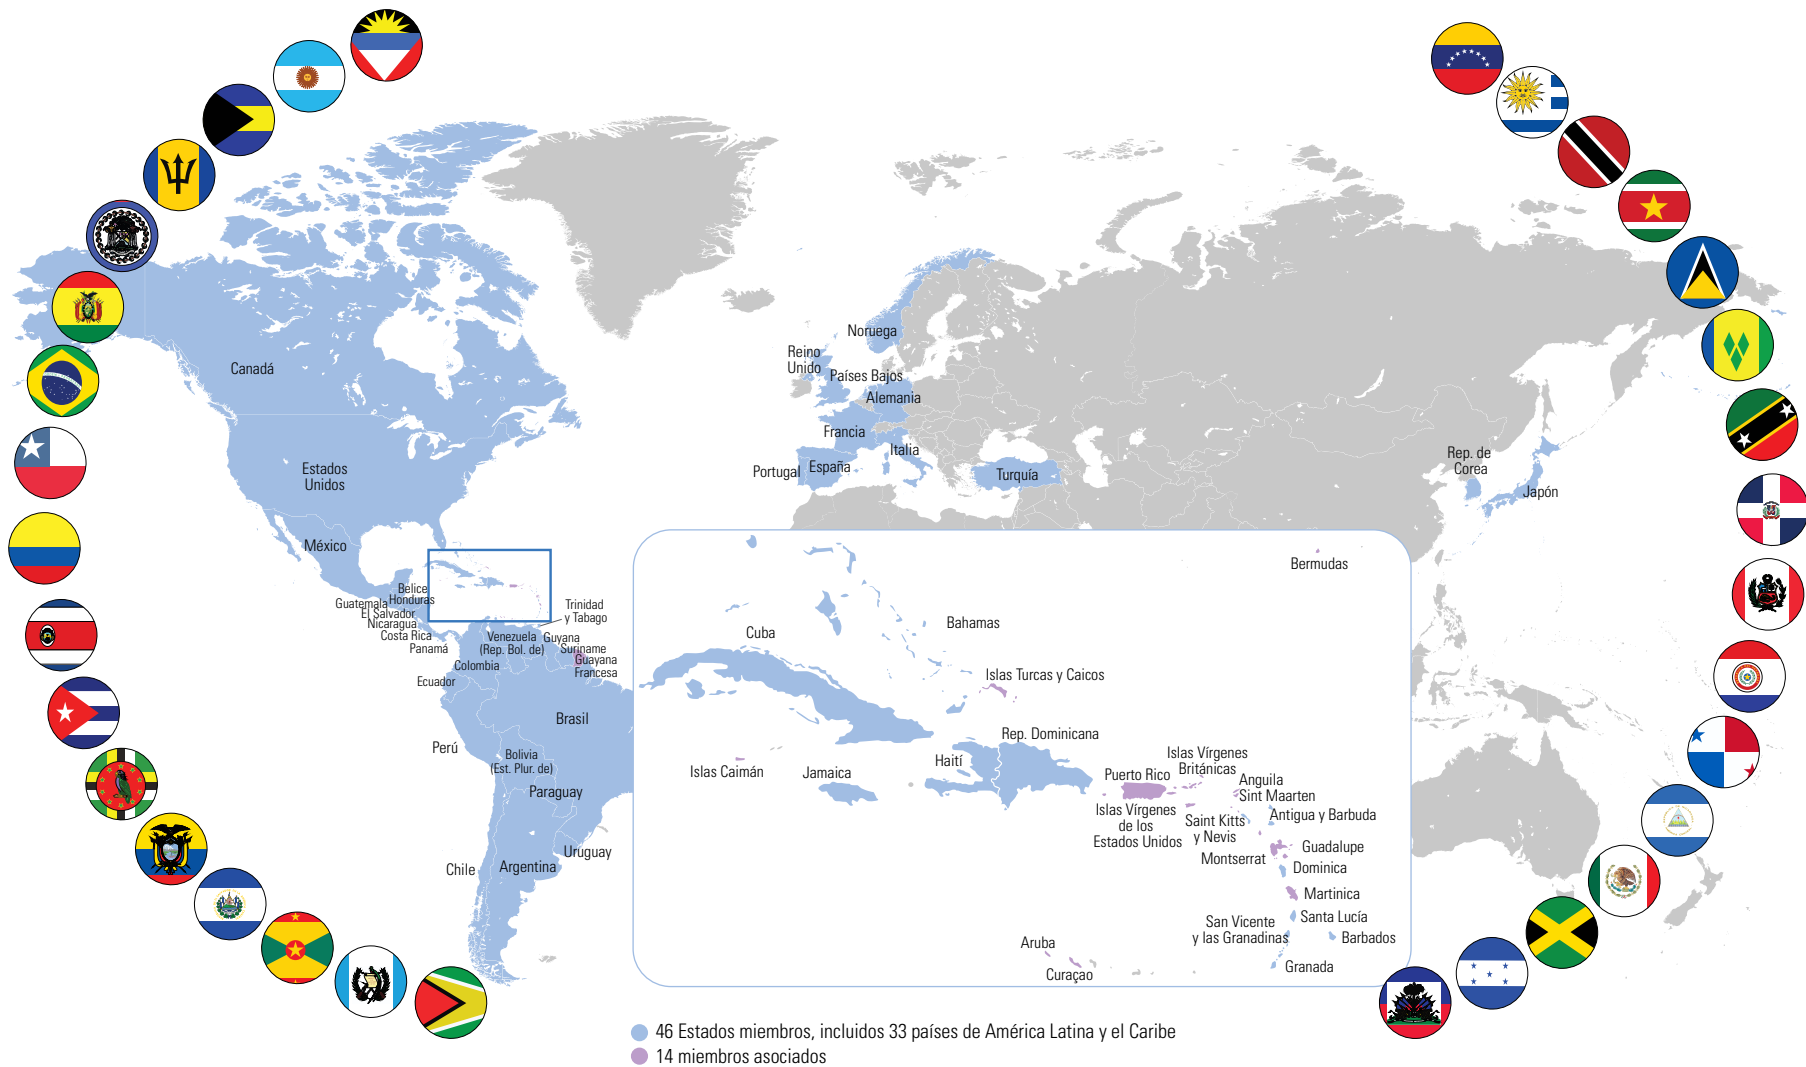 Noruega
Reino
Unido
Países Bajos
Canadá
Alemania
Francia
Italia
Rep. de
Corea
Estados
Unidos
Portugal
España
Turquía
Japón
México
Bermudas
Belice
Honduras
Guatemala
El Salvador
Nicaragua
Costa Rica
Panamá
Trinidad
y Tabago
Venezuela
(Rep. Bol. de)
Guyana
Suriname
Guayana
Francesa
Colombia
Ecuador
Brasil
Perú
Bolivia
(Est. Plur. de)
Paraguay
Uruguay
Chile
Argentina
Cuba
Bahamas
Islas Turcas y Caicos
Rep. Dominicana
Haití
Islas Caimán
Jamaica
Islas Vírgenes
Británicas
Puerto Rico
Anguila
Sint Maarten
Islas Vírgenes
de los
Estados Unidos
Saint Kitts
y Nevis
Antigua y Barbuda
Guadalupe
Montserrat
Dominica
Martinica
Santa Lucía
San Vicente
y las Granadinas
Barbados
Aruba
Curaçao
Granada
46 Estados miembros, incluidos 33 países de América Latina y el Caribe
14 miembros asociados